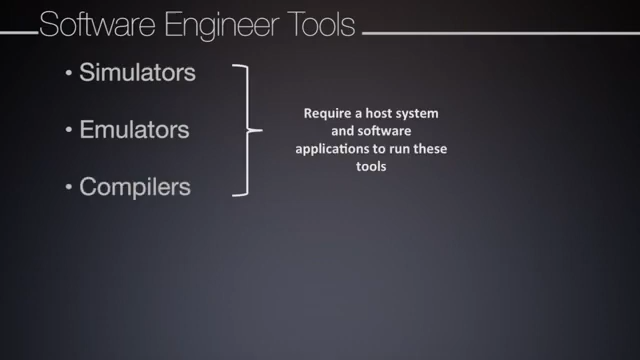 Software Engineer Tools
• Simulators
• Emulators
• Compilers
Require a host system
and software
applications to run these
tools